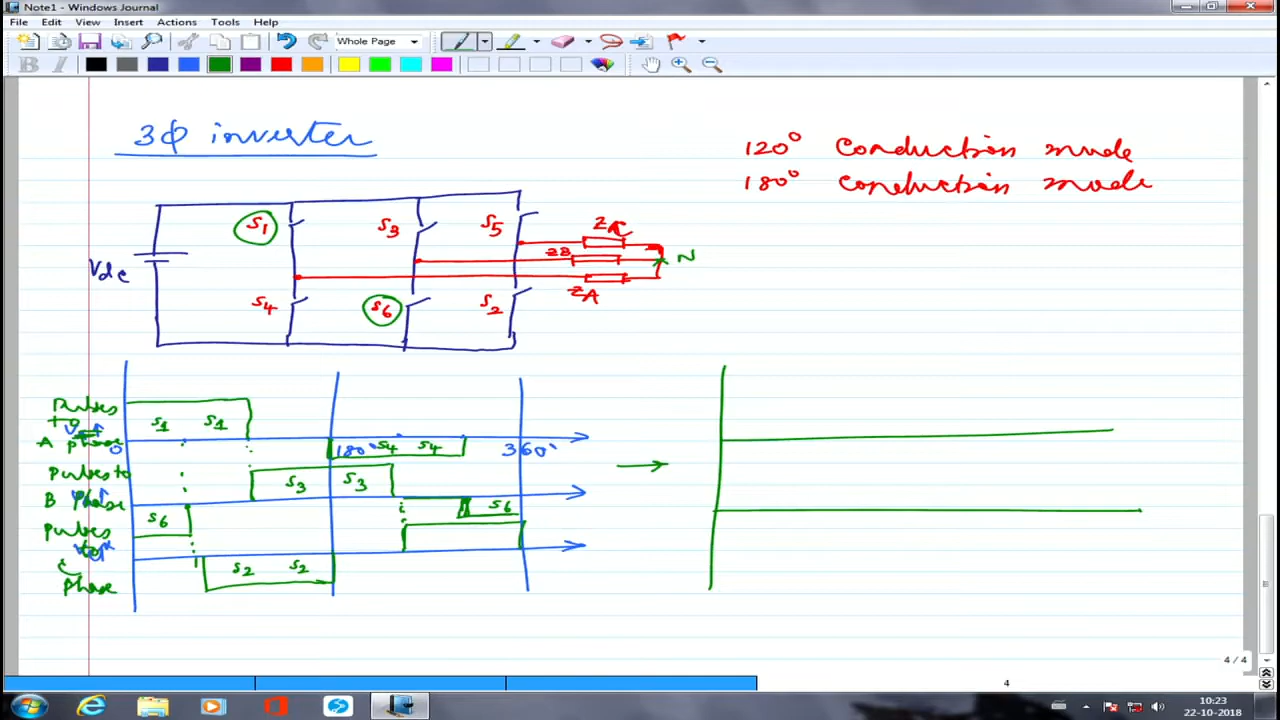 Note1 - Windows Journal
File Edit View Insert Actions Tools Help
Whole Page
B I
3Φ inverter
120° Conduction mode
180° Conduction mode
S1 S3 S5
ZC
ZB
N
Vdc
S4 S6 S2
ZA
Pulses
to
A phase
S1 S1
0
180° S4 S4
360°
Pulses to
B Phase
S3 S3
S6
S6
Pulses
to
C
Phase
S2 S2
4 / 4
4
10:23
22-10-2018